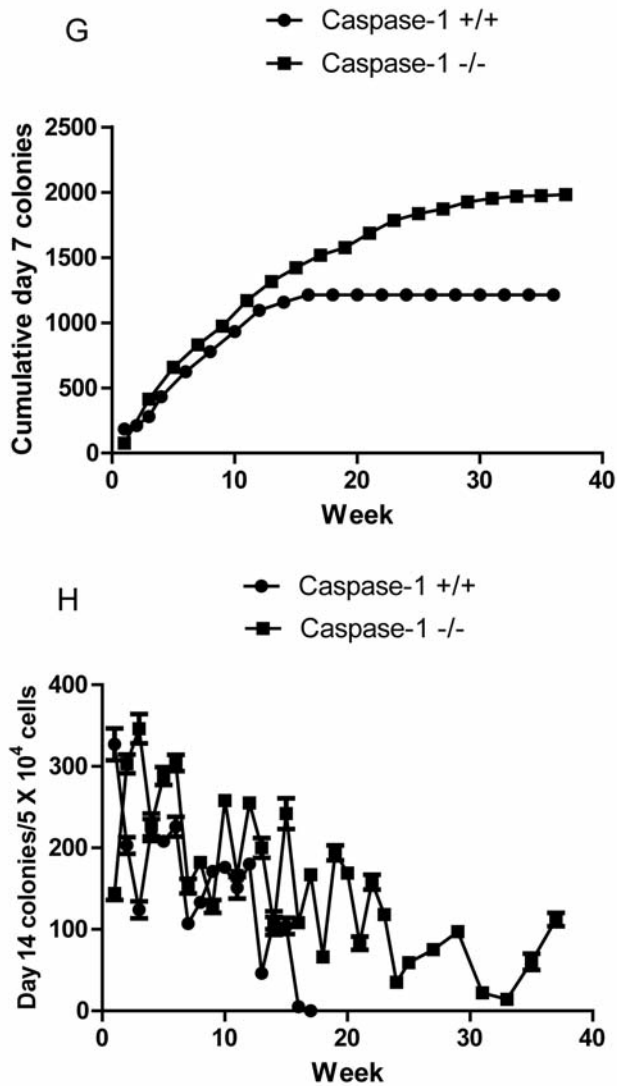 G
Caspase-1 +/+
Caspase-1 -/-
Cumulative day 7 colonies
2500
2000
1500
1000
500
0
0 10 20 30 40
Week
H
Caspase-1 +/+
Caspase-1 -/-
Day 14 colonies/5 X 10⁴ cells
400
300
200
100
0
0 10 20 30 40
Week